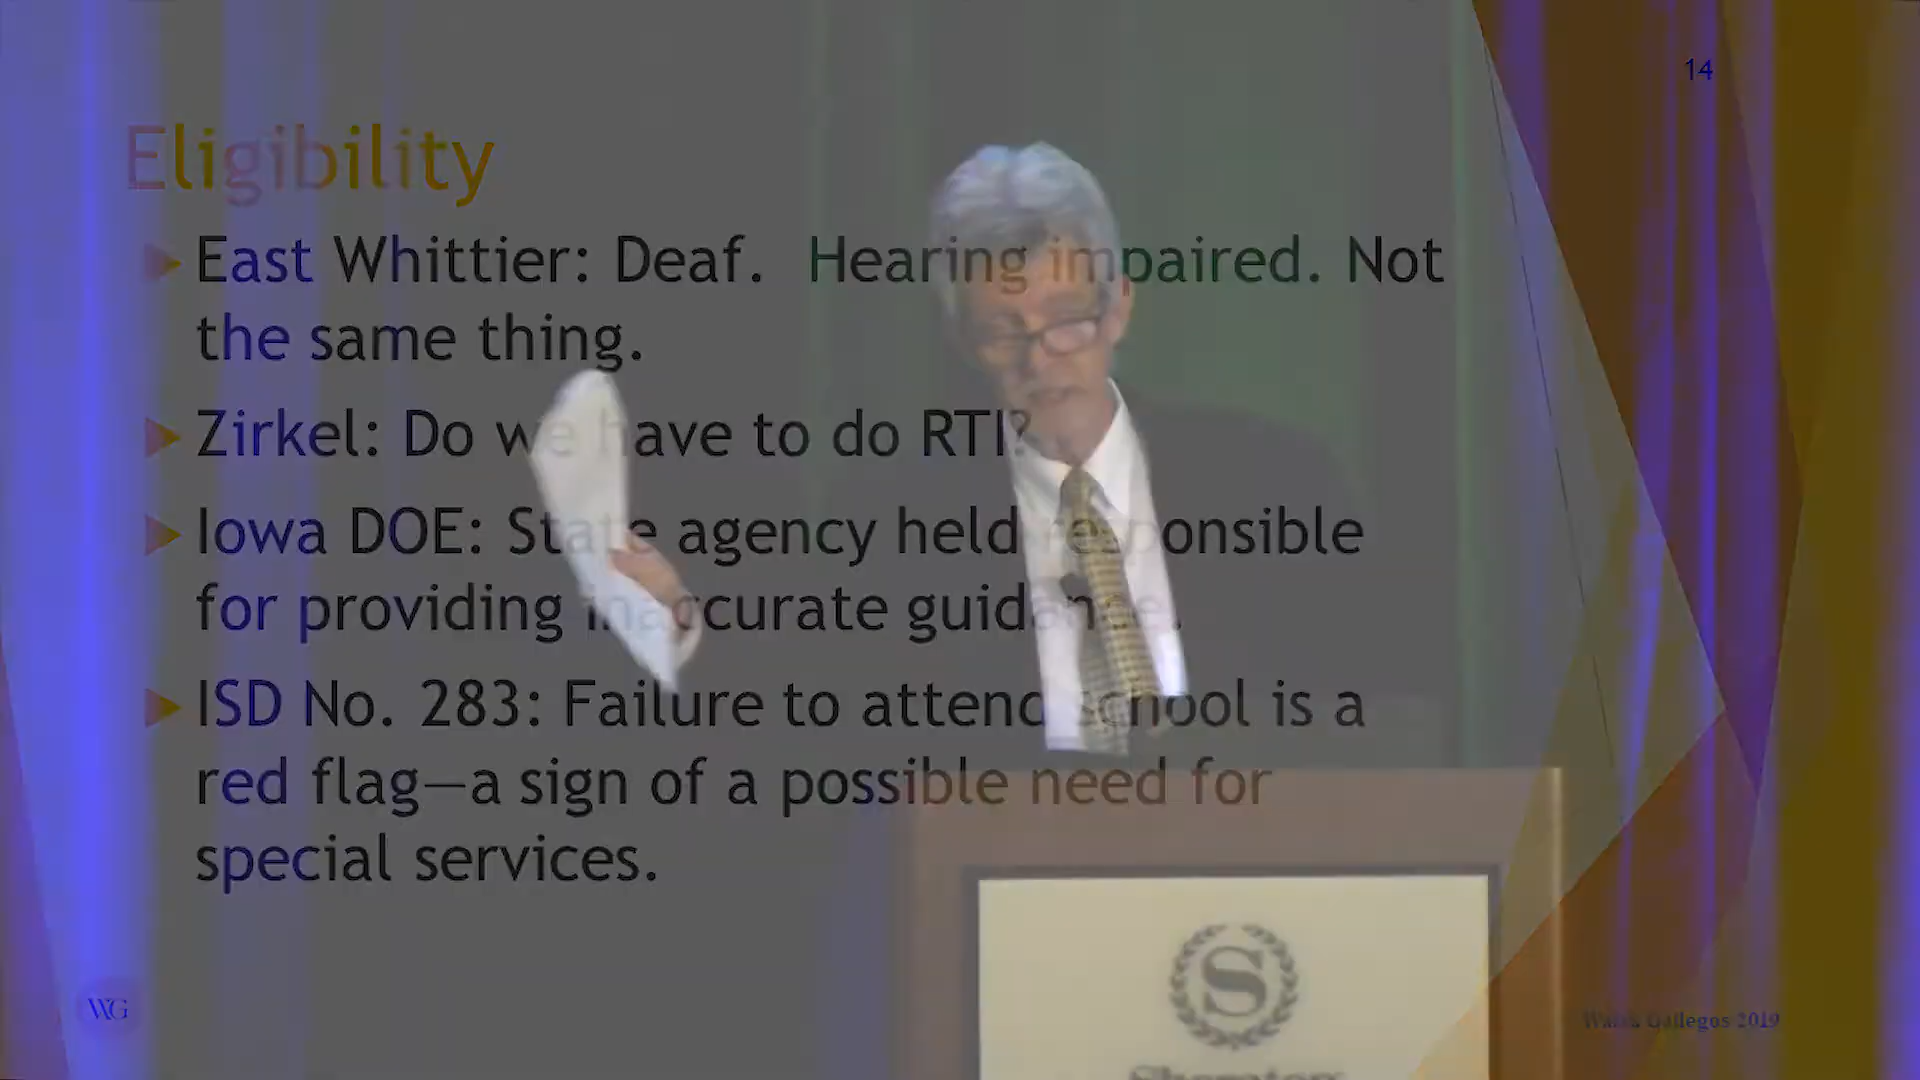 14
Eligibility
East Whittier: Deaf. Hearing impaired. Not
the same thing.
Zirkel: Do we have to do RTI?
Iowa DOE: State agency held responsible
for providing inaccurate guidance.
ISD No. 283: Failure to attend school is a
red flag—a sign of a possible need for
special services.
WG
S
Walsh Gallegos 2019
Sheraton